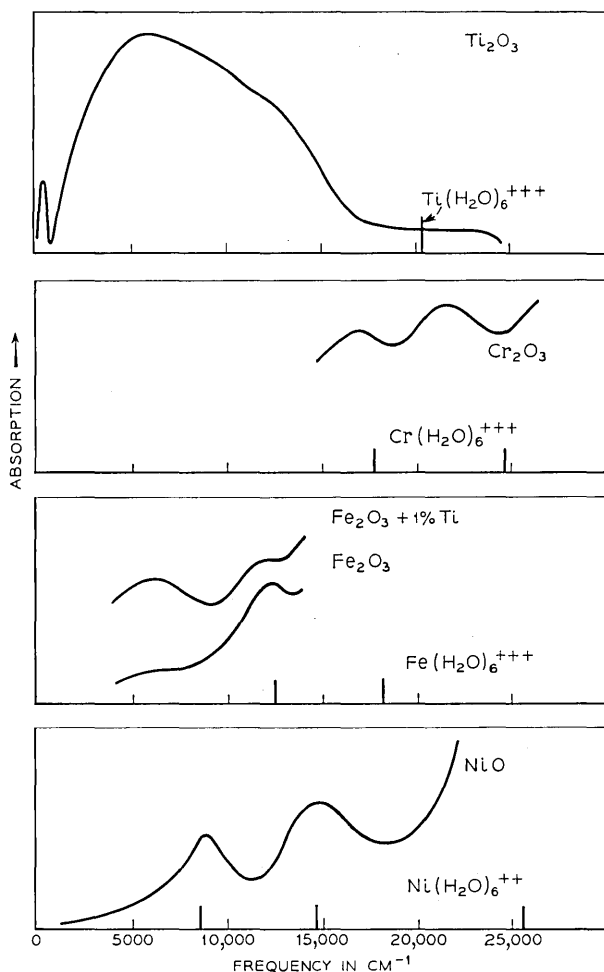 Ti₂O₃
Ti(H₂O)₆⁺⁺⁺
Cr₂O₃
Cr(H₂O)₆⁺⁺⁺
Fe₂O₃ + 1% Ti
Fe₂O₃
Fe(H₂O)₆⁺⁺⁺
NiO
Ni(H₂O)₆⁺⁺
ABSORPTION
0 5000 10,000 15,000 20,000 25,000
FREQUENCY IN CM⁻¹